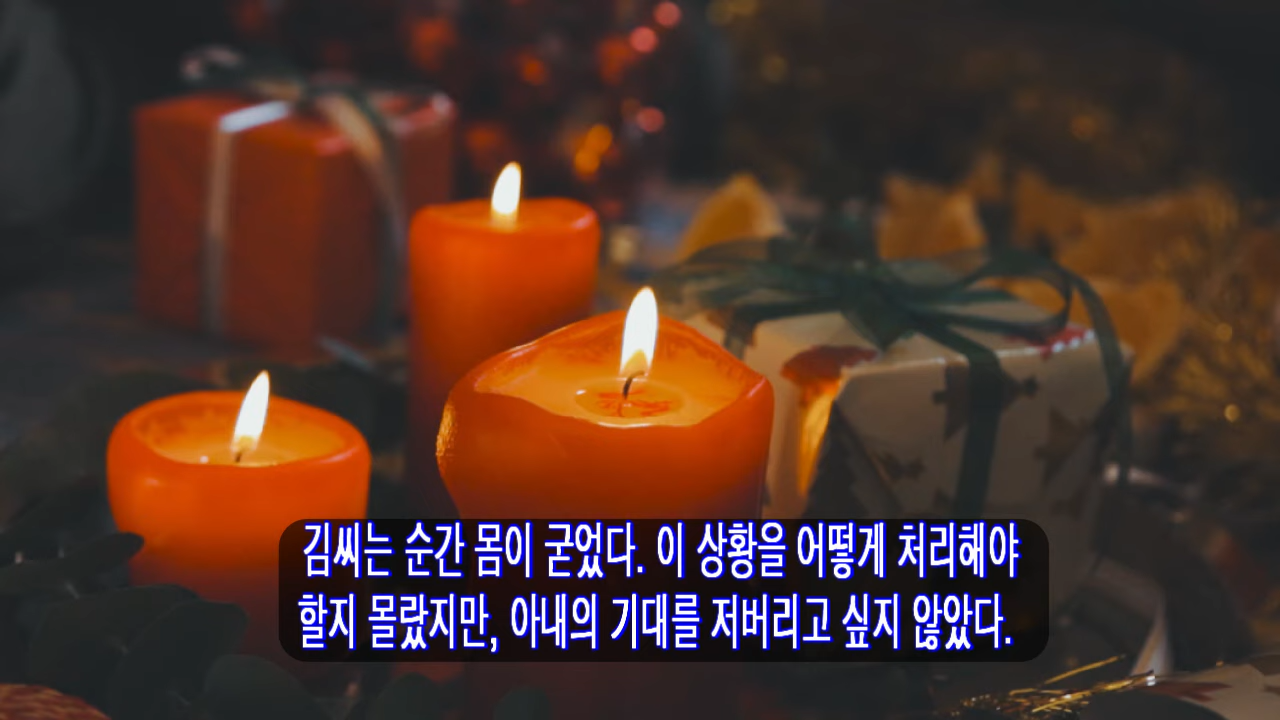 김씨는 순간 몸이 굳었다. 이 상황을 어떻게 처리해야
할지 몰랐지만, 아내의 기대를 저버리고 싶지 않았다.